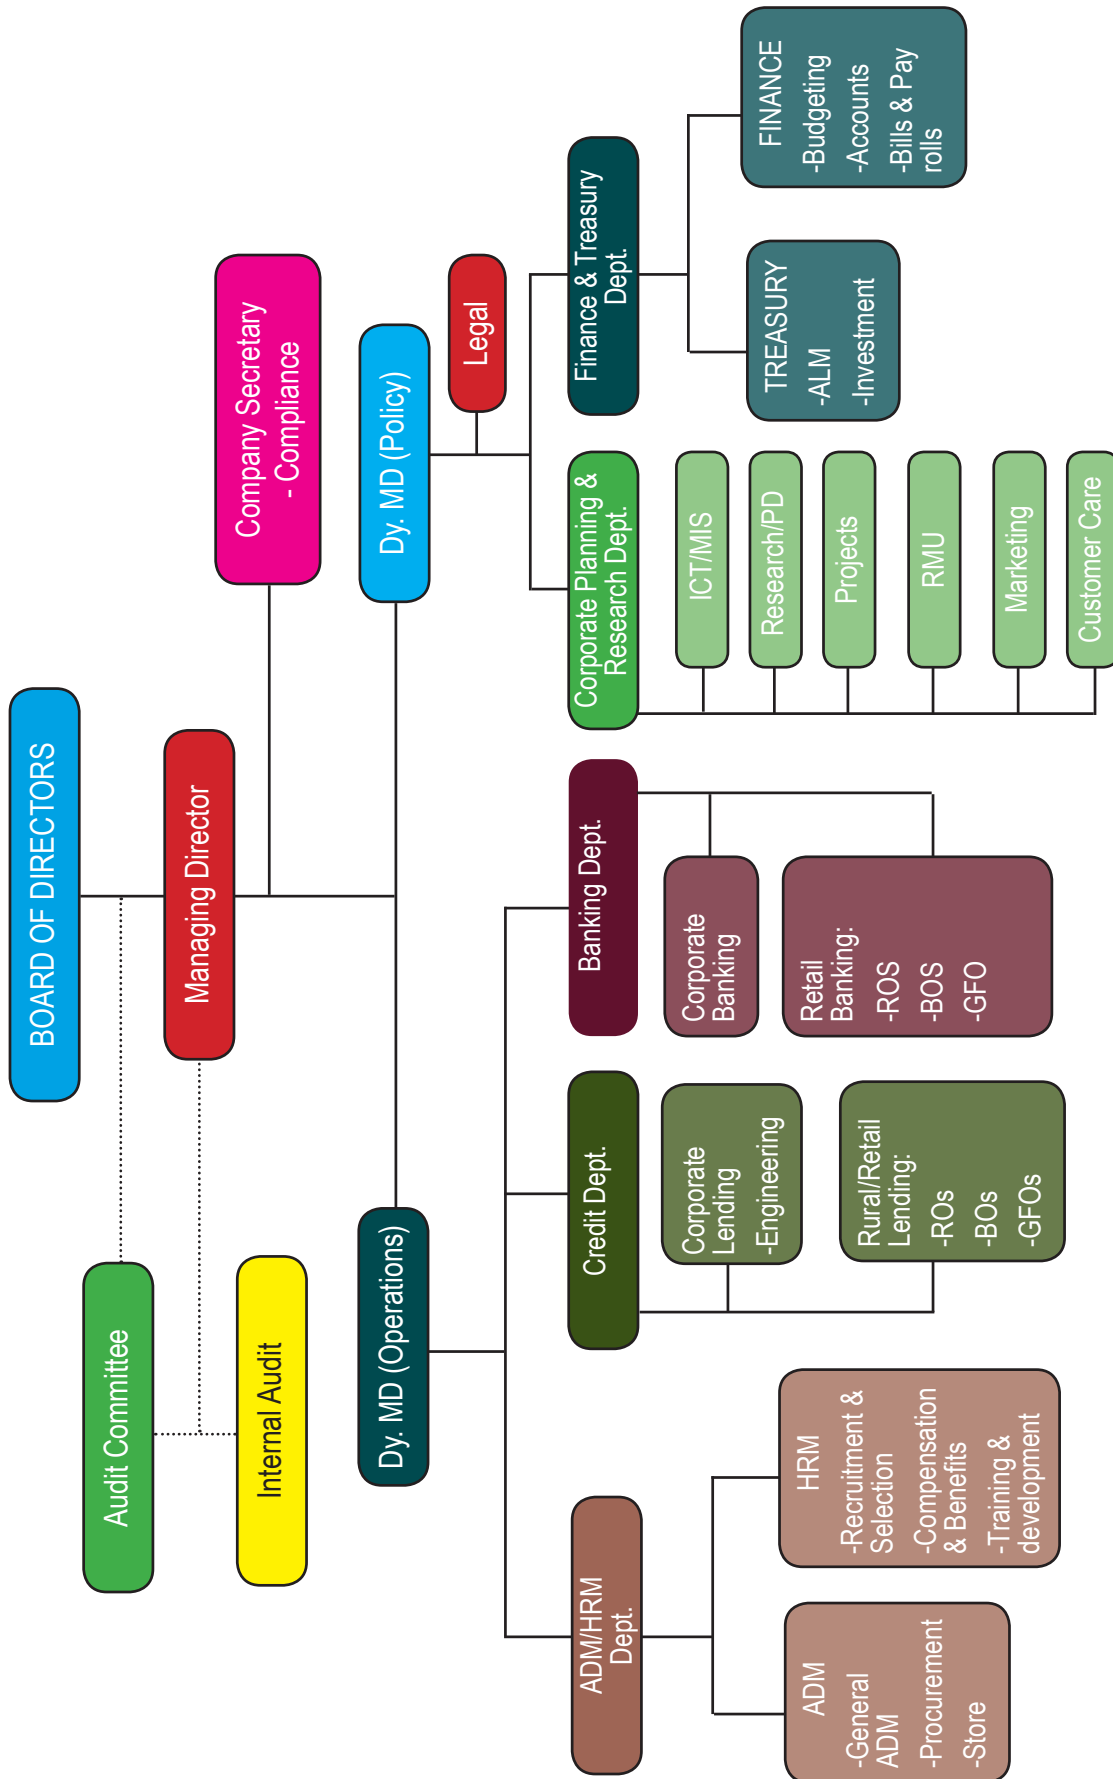 BOARD OF DIRECTORS
Audit Committee
Managing Director
Internal Audit
Company Secretary
- Compliance
Dy. MD (Operations)
Dy. MD (Policy)
Legal
ADM/HRM
Dept.
Credit Dept.
Banking Dept.
Corporate Planning &
Research Dept.
Finance & Treasury
Dept.
ADM
-General
ADM
-Procurement
-Store
HRM
-Recruitment &
Selection
-Compensation
& Benefits
-Training &
development
Corporate
Lending
-Engineering
Rural/Retail
Lending:
-ROs
-BOs
-GFOs
Corporate
Banking
Retail
Banking:
-ROS
-BOS
-GFO
ICT/MIS
Research/PD
Projects
RMU
Marketing
Customer Care
TREASURY
-ALM
-Investment
FINANCE
-Budgeting
-Accounts
-Bills & Pay
rolls